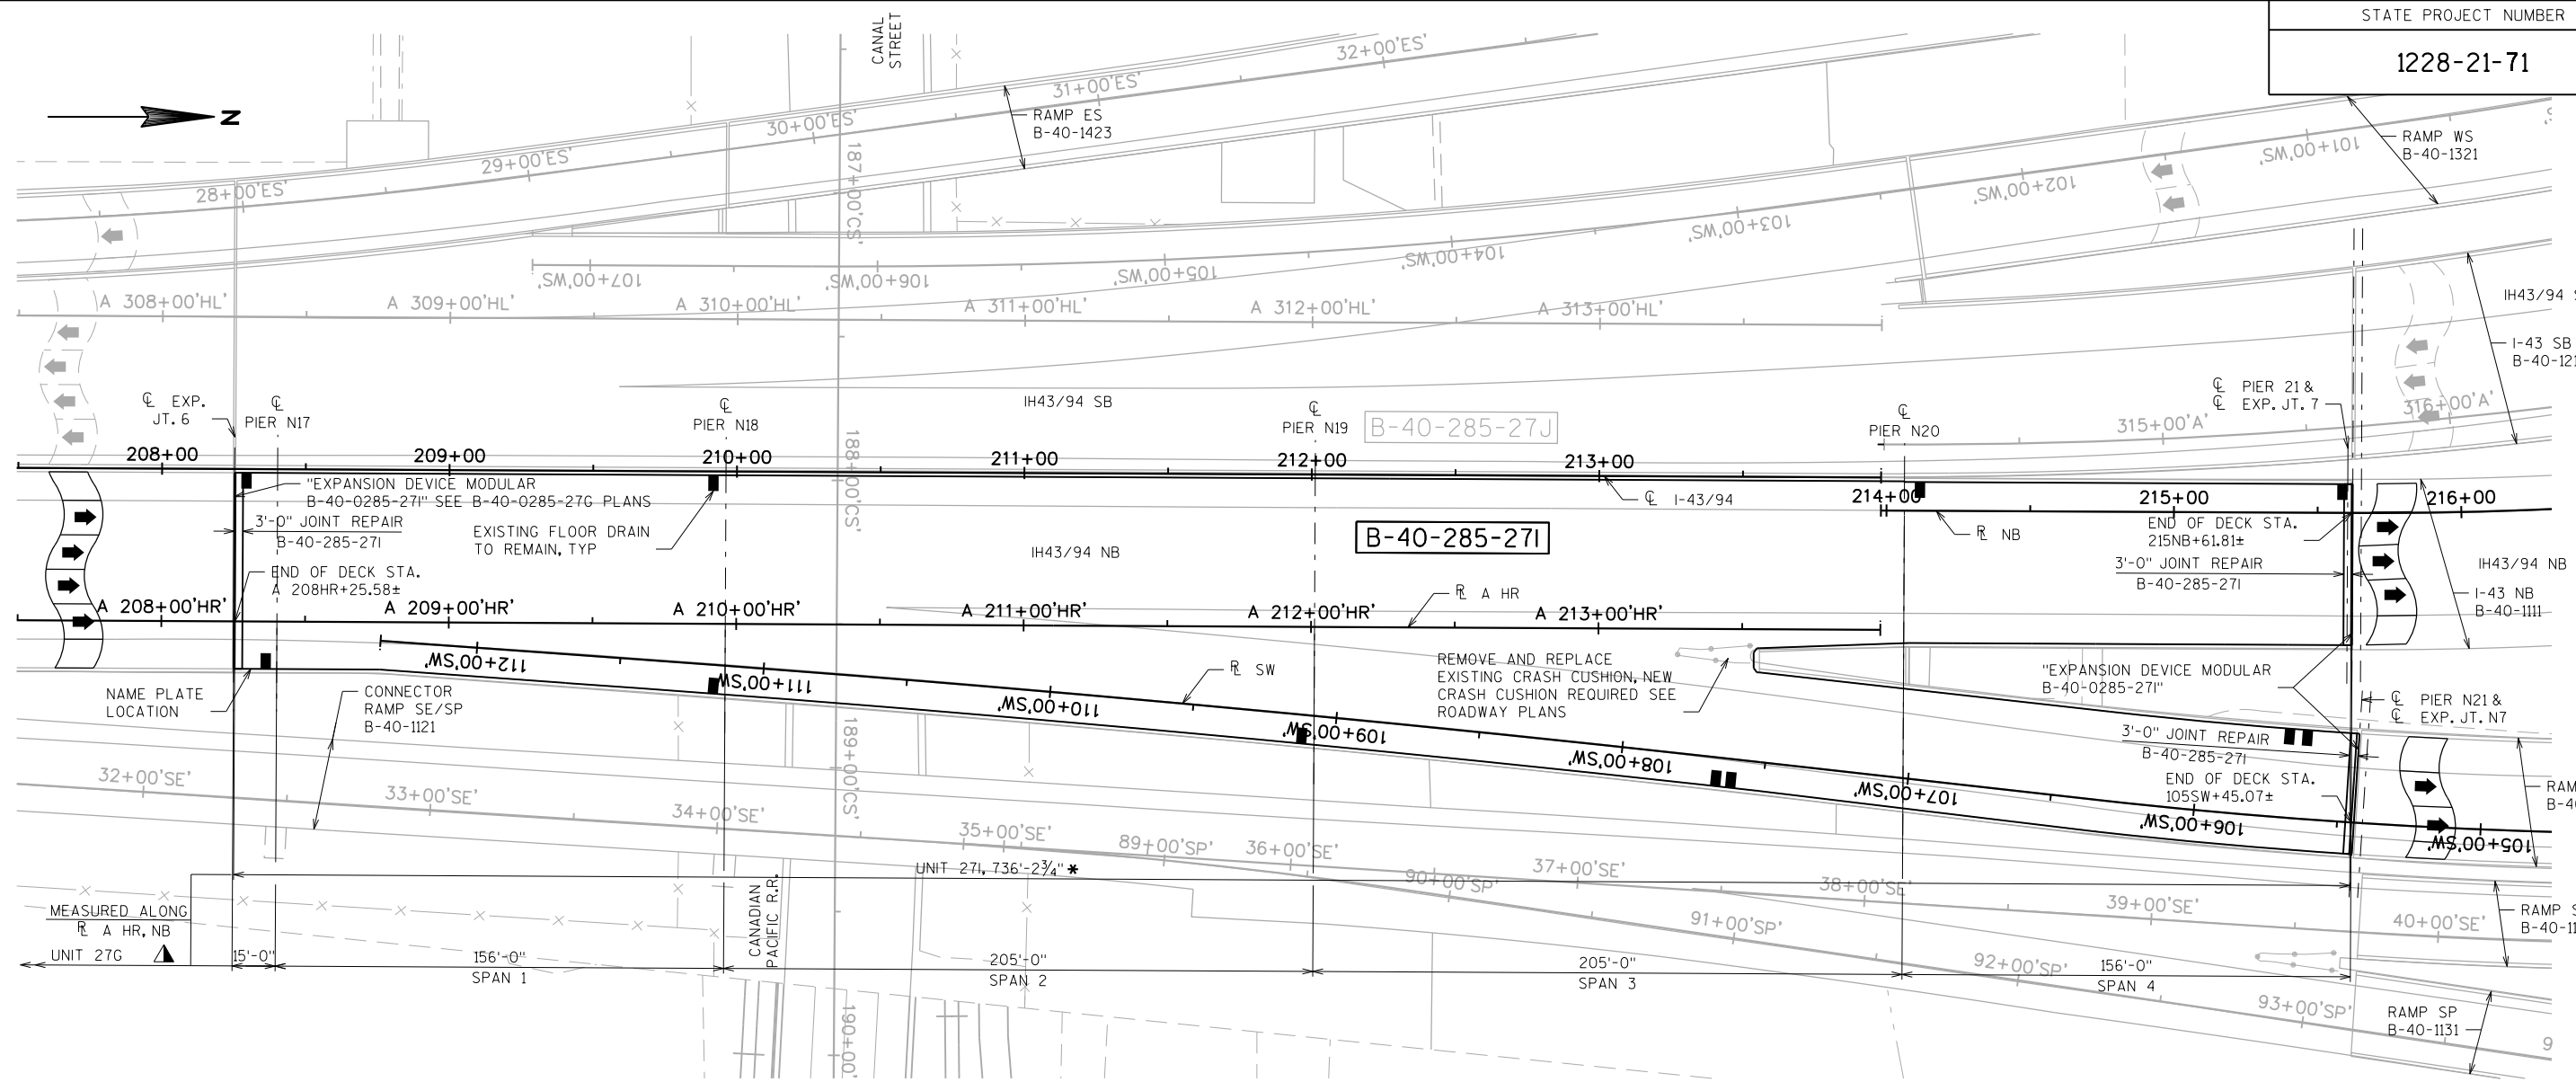 STATE PROJECT NUMBER
1228-21-71
CANAL
STREET
N
32+00'ES'
31+00'ES'
30+00'ES'
29+00'ES'
28+00'ES'
RAMP ES
B-40-1423
RAMP WS
B-40-1321
187+00'CS'
101+00'WS'
102+00'WS'
103+00'WS'
104+00'WS'
105+00'WS'
106+00'WS'
107+00'WS'
A 308+00'HL'
A 309+00'HL'
A 310+00'HL'
A 311+00'HL'
A 312+00'HL'
A 313+00'HL'
IH43/94
I-43 SB
℄ EXP.
JT. 6
℄
PIER N17
℄
PIER N18
IH43/94 SB
℄
PIER N19
B-40-285-27J
℄
PIER N20
℄ PIER 21 &
℄ EXP. JT. 7
315+00'A'
316+00'A'
188+00'CS'
208+00
209+00
210+00
211+00
212+00
213+00
214+00
215+00
216+00
"EXPANSION DEVICE MODULAR
B-40-0285-27I" SEE B-40-0285-27G PLANS
3'-0" JOINT REPAIR
B-40-285-27I
EXISTING FLOOR DRAIN
TO REMAIN, TYP
END OF DECK STA.
A 208HR+25.58±
IH43/94 NB
B-40-285-27I
℄ I-43/94
R̲L NB
END OF DECK STA.
215NB+61.81±
3'-0" JOINT REPAIR
B-40-285-27I
IH43/94 NB
I-43 NB
B-40-1111
A 208+00'HR'
A 209+00'HR'
A 210+00'HR'
A 211+00'HR'
A 212+00'HR'
A 213+00'HR'
RL A HR
112+00'SW'
111+00'SW'
110+00'SW'
109+00'SW'
108+00'SW'
107+00'SW'
106+00'SW'
105+00'SW'
RL SW
NAME PLATE
LOCATION
CONNECTOR
RAMP SE/SP
B-40-1121
REMOVE AND REPLACE
EXISTING CRASH CUSHION, NEW
CRASH CUSHION REQUIRED SEE
ROADWAY PLANS
"EXPANSION DEVICE MODULAR
B-40-0285-27I"
℄ PIER N21 &
℄ EXP. JT. N7
3'-0" JOINT REPAIR
B-40-285-27I
END OF DECK STA.
105SW+45.07±
189+00'CS'
32+00'SE'
33+00'SE'
34+00'SE'
35+00'SE'
36+00'SE'
37+00'SE'
38+00'SE'
39+00'SE'
40+00'SE'
89+00'SP'
90+00'SP'
91+00'SP'
92+00'SP'
93+00'SP'
UNIT 27I, 736'-2¾" *
MEASURED ALONG
RL A HR, NB
UNIT 27G
CANADIAN
PACIFIC R.R.
15'-0"
156'-0"
SPAN 1
205'-0"
SPAN 2
205'-0"
SPAN 3
156'-0"
SPAN 4
RAMP SP
B-40-1131
190+00'